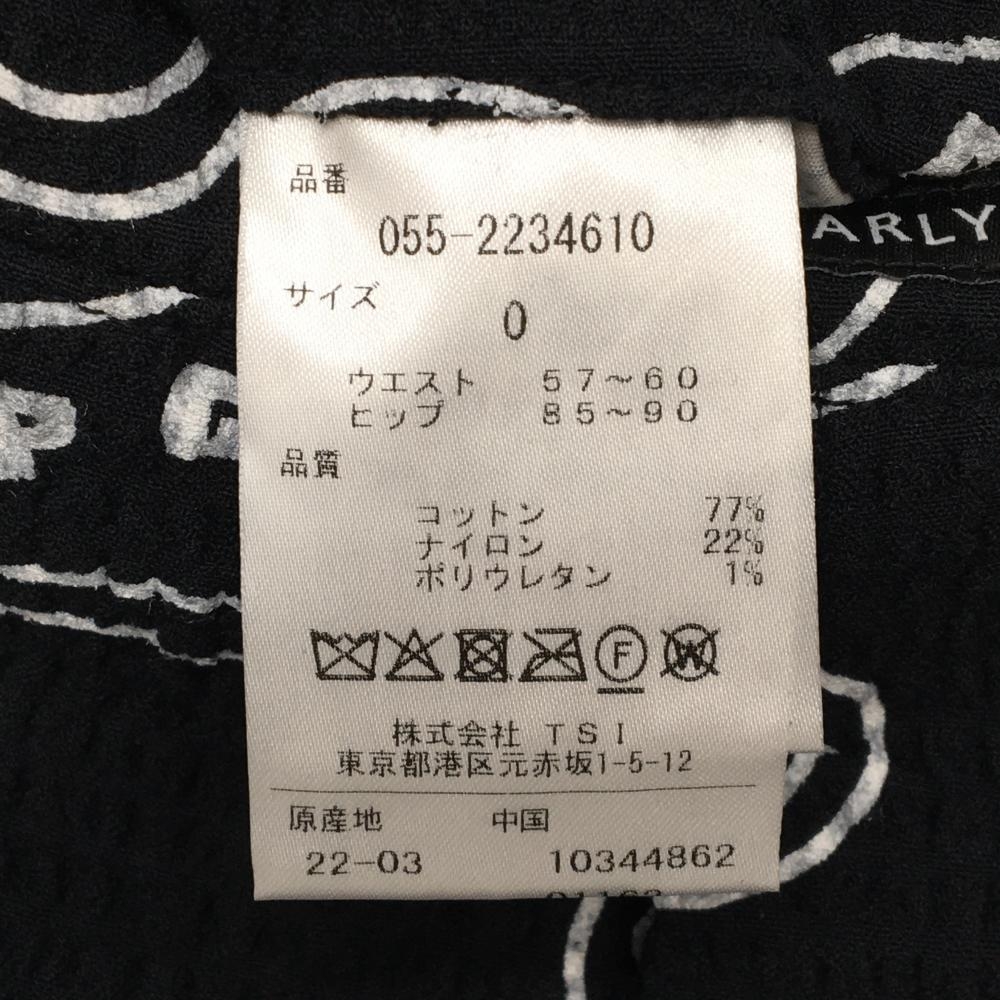 品番
055-2234610
サイズ
0
ウエスト 57~60
ヒップ 85~90
品質
コットン 77%
ナイロン 22%
ポリウレタン 1%
F W
株式会社 TSI
東京都港区元赤坂1-5-12
原産地 中国
22-03 10344862
ARLY
P G